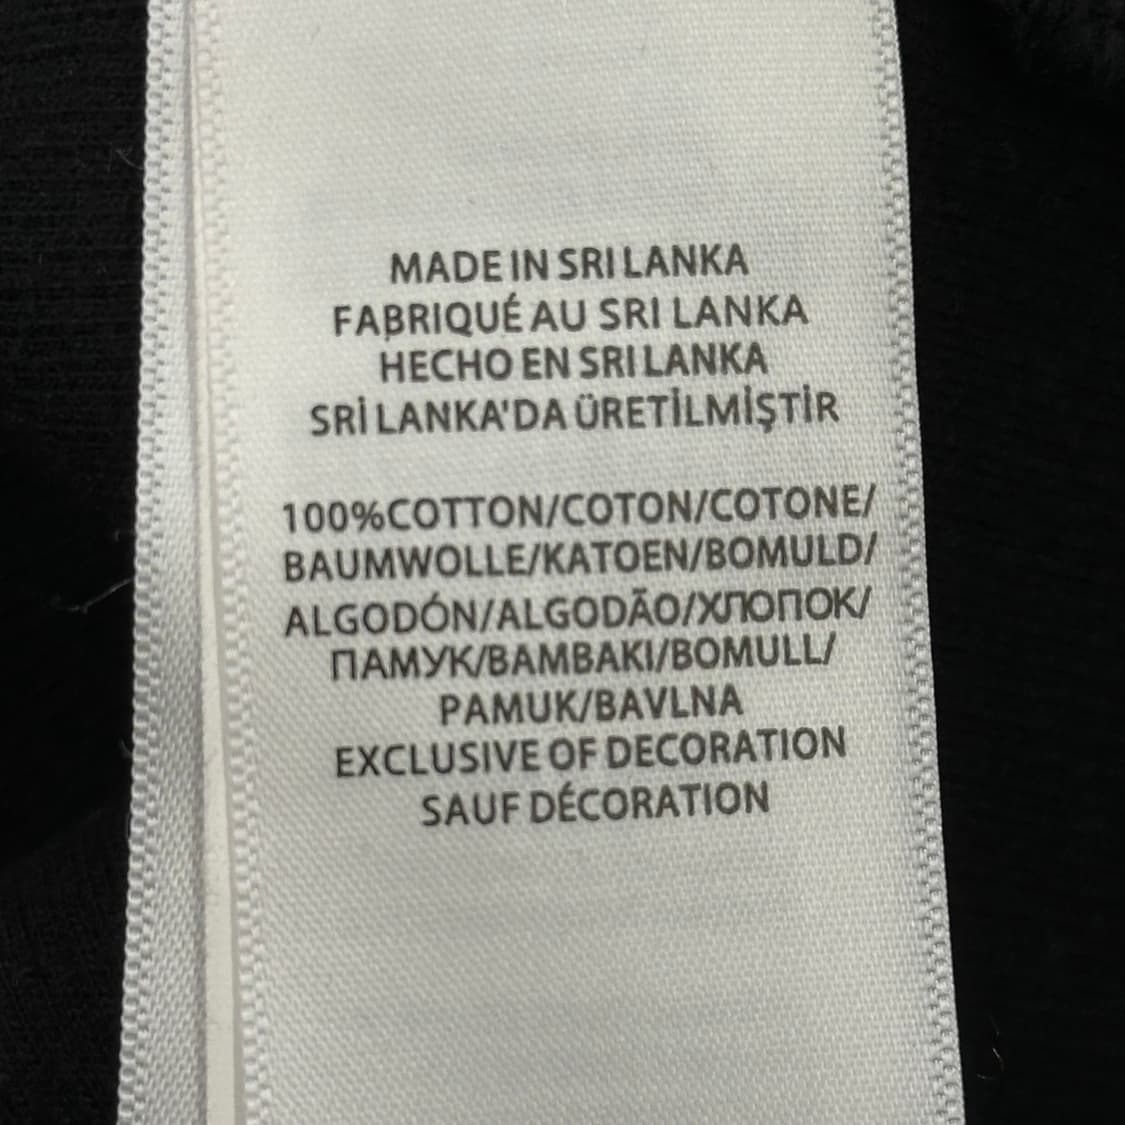 MADE IN SRI LANKA
FABRIQUÉ AU SRI LANKA
HECHO EN SRI LANKA
SRİ LANKA'DA ÜRETİLMİŞTİR
100%COTTON/COTON/COTONE/
BAUMWOLLE/KATOEN/BOMULD/
ALGODÓN/ALGODÃO/ХЛОПОК/
ПАМУК/BAMBAKI/BOMULL/
PAMUK/BAVLNA
EXCLUSIVE OF DECORATION
SAUF DÉCORATION